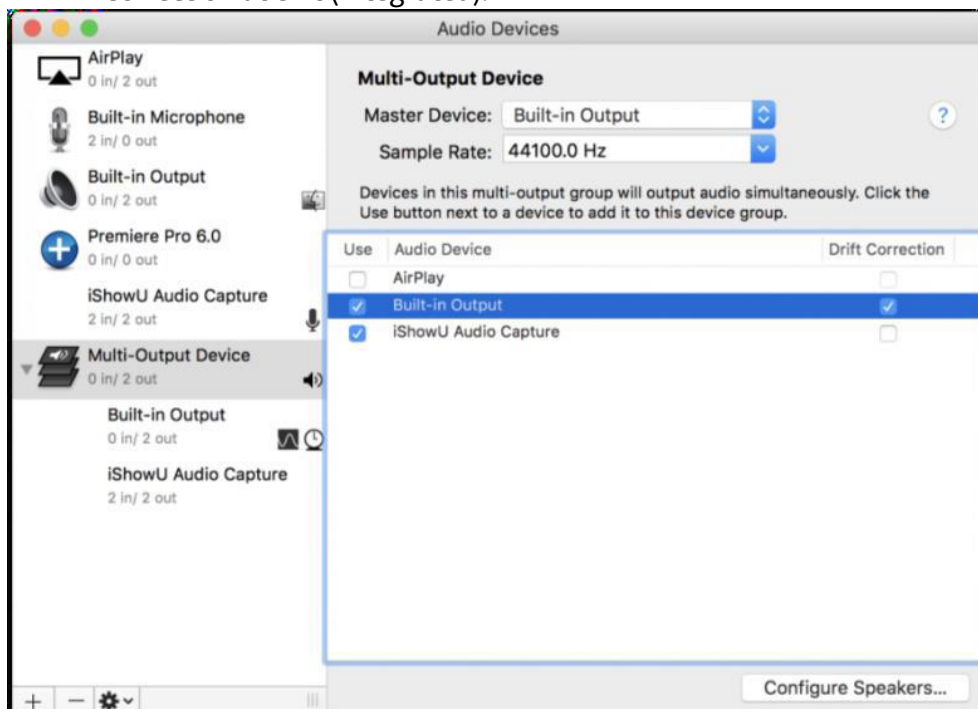 Audio Devices
AirPlay
0 in/ 2 out
Built-in Microphone
2 in/ 0 out
Built-in Output
0 in/ 2 out
Premiere Pro 6.0
0 in/ 0 out
iShowU Audio Capture
2 in/ 2 out
Multi-Output Device
0 in/ 2 out
Built-in Output
0 in/ 2 out
iShowU Audio Capture
2 in/ 2 out
Multi-Output Device
Master Device: Built-in Output
?
Sample Rate: 44100.0 Hz
Devices in this multi-output group will output audio simultaneously. Click the
Use button next to a device to add it to this device group.
Use Audio Device Drift Correction
AirPlay
Built-in Output
iShowU Audio Capture
Configure Speakers...